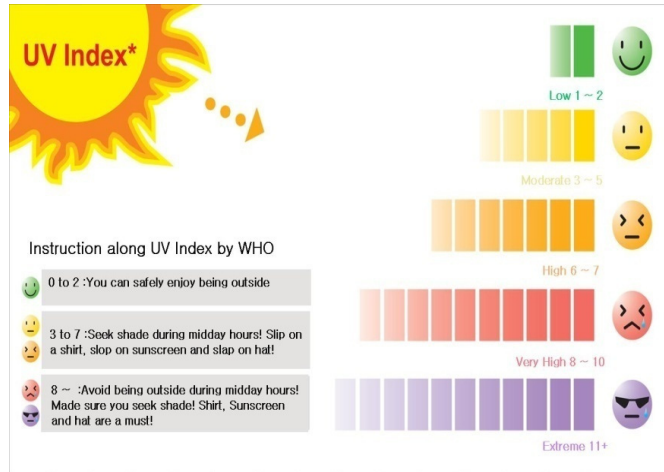 UV Index*
Low 1 ~ 2
Moderate 3 ~ 5
High 6 ~ 7
Very High 8 ~ 10
Extreme 11+
Instruction along UV Index by WHO
0 to 2 :You can safely enjoy being outside
3 to 7 :Seek shade during midday hours! Slip on
a shirt, slop on sunscreen and slap on hat!
8 ~ :Avoid being outside during midday hours!
Made sure you seek shade! Shirt, Sunscreen
and hat are a must!